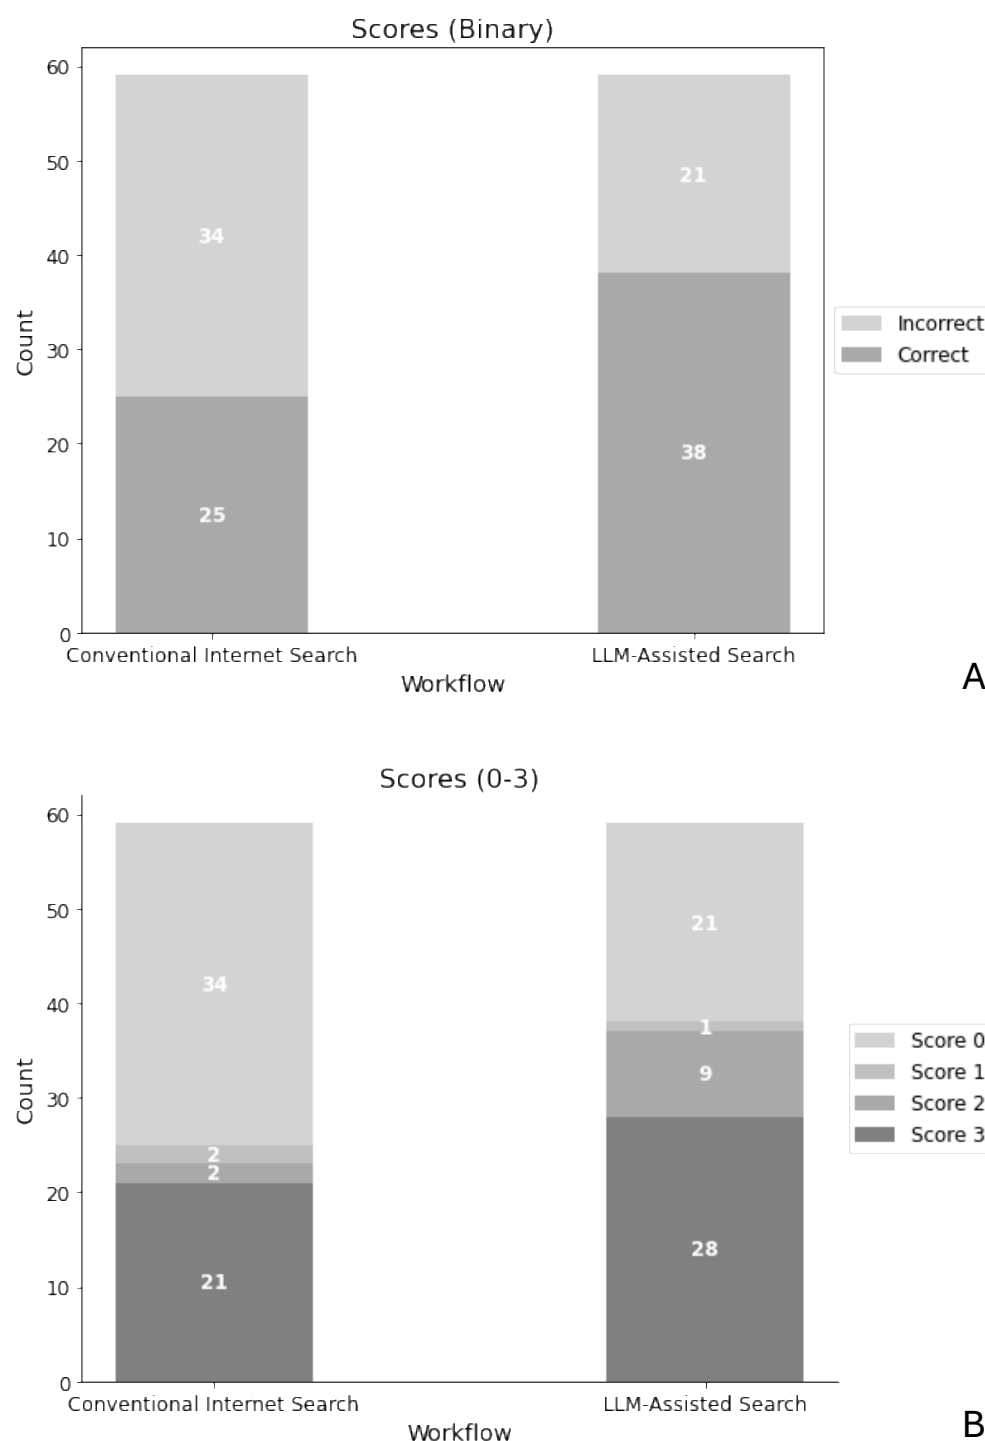 Scores (Binary)
60
50
40
30
20
10
0
Count
34
25
21
38
Incorrect
Correct
Conventional Internet Search
LLM-Assisted Search
Workflow
A
Scores (0-3)
60
50
40
30
20
10
0
Count
34
2
2
21
21
1
9
28
Score 0
Score 1
Score 2
Score 3
Conventional Internet Search
LLM-Assisted Search
Workflow
B